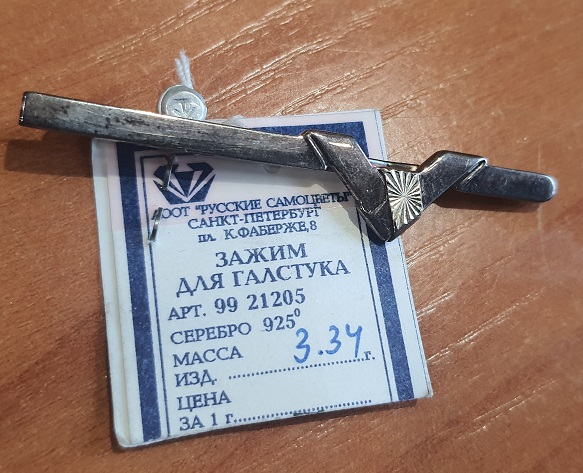 АООТ "РУССКИЕ САМОЦВЕТЫ"
САНКТ-ПЕТЕРБУРГ
пл. К.ФАБЕРЖЕ,8
ЗАЖИМ
ДЛЯ ГАЛСТУКА
АРТ. 99 21205
СЕРЕБРО 925⁰
МАССА 3.34
ИЗД. г.
ЦЕНА
ЗА 1 г.